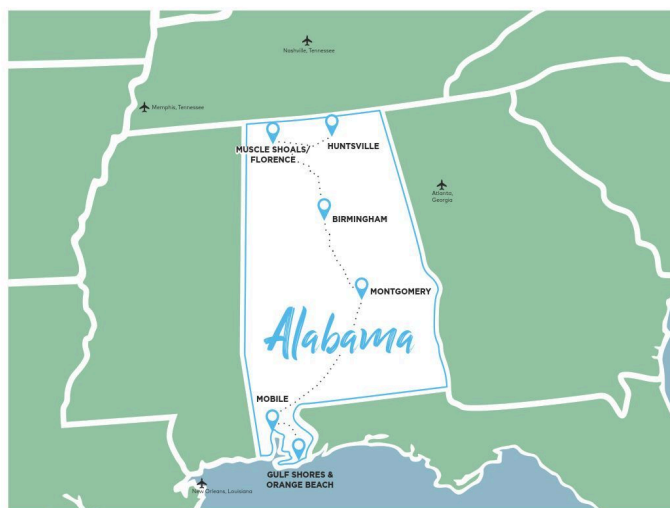 Nashville, Tennessee
Memphis, Tennessee
MUSCLE SHOALS/
FLORENCE
HUNTSVILLE
Atlanta,
Georgia
BIRMINGHAM
MONTGOMERY
Alabama
MOBILE
GULF SHORES &
ORANGE BEACH
New Orleans, Louisiana